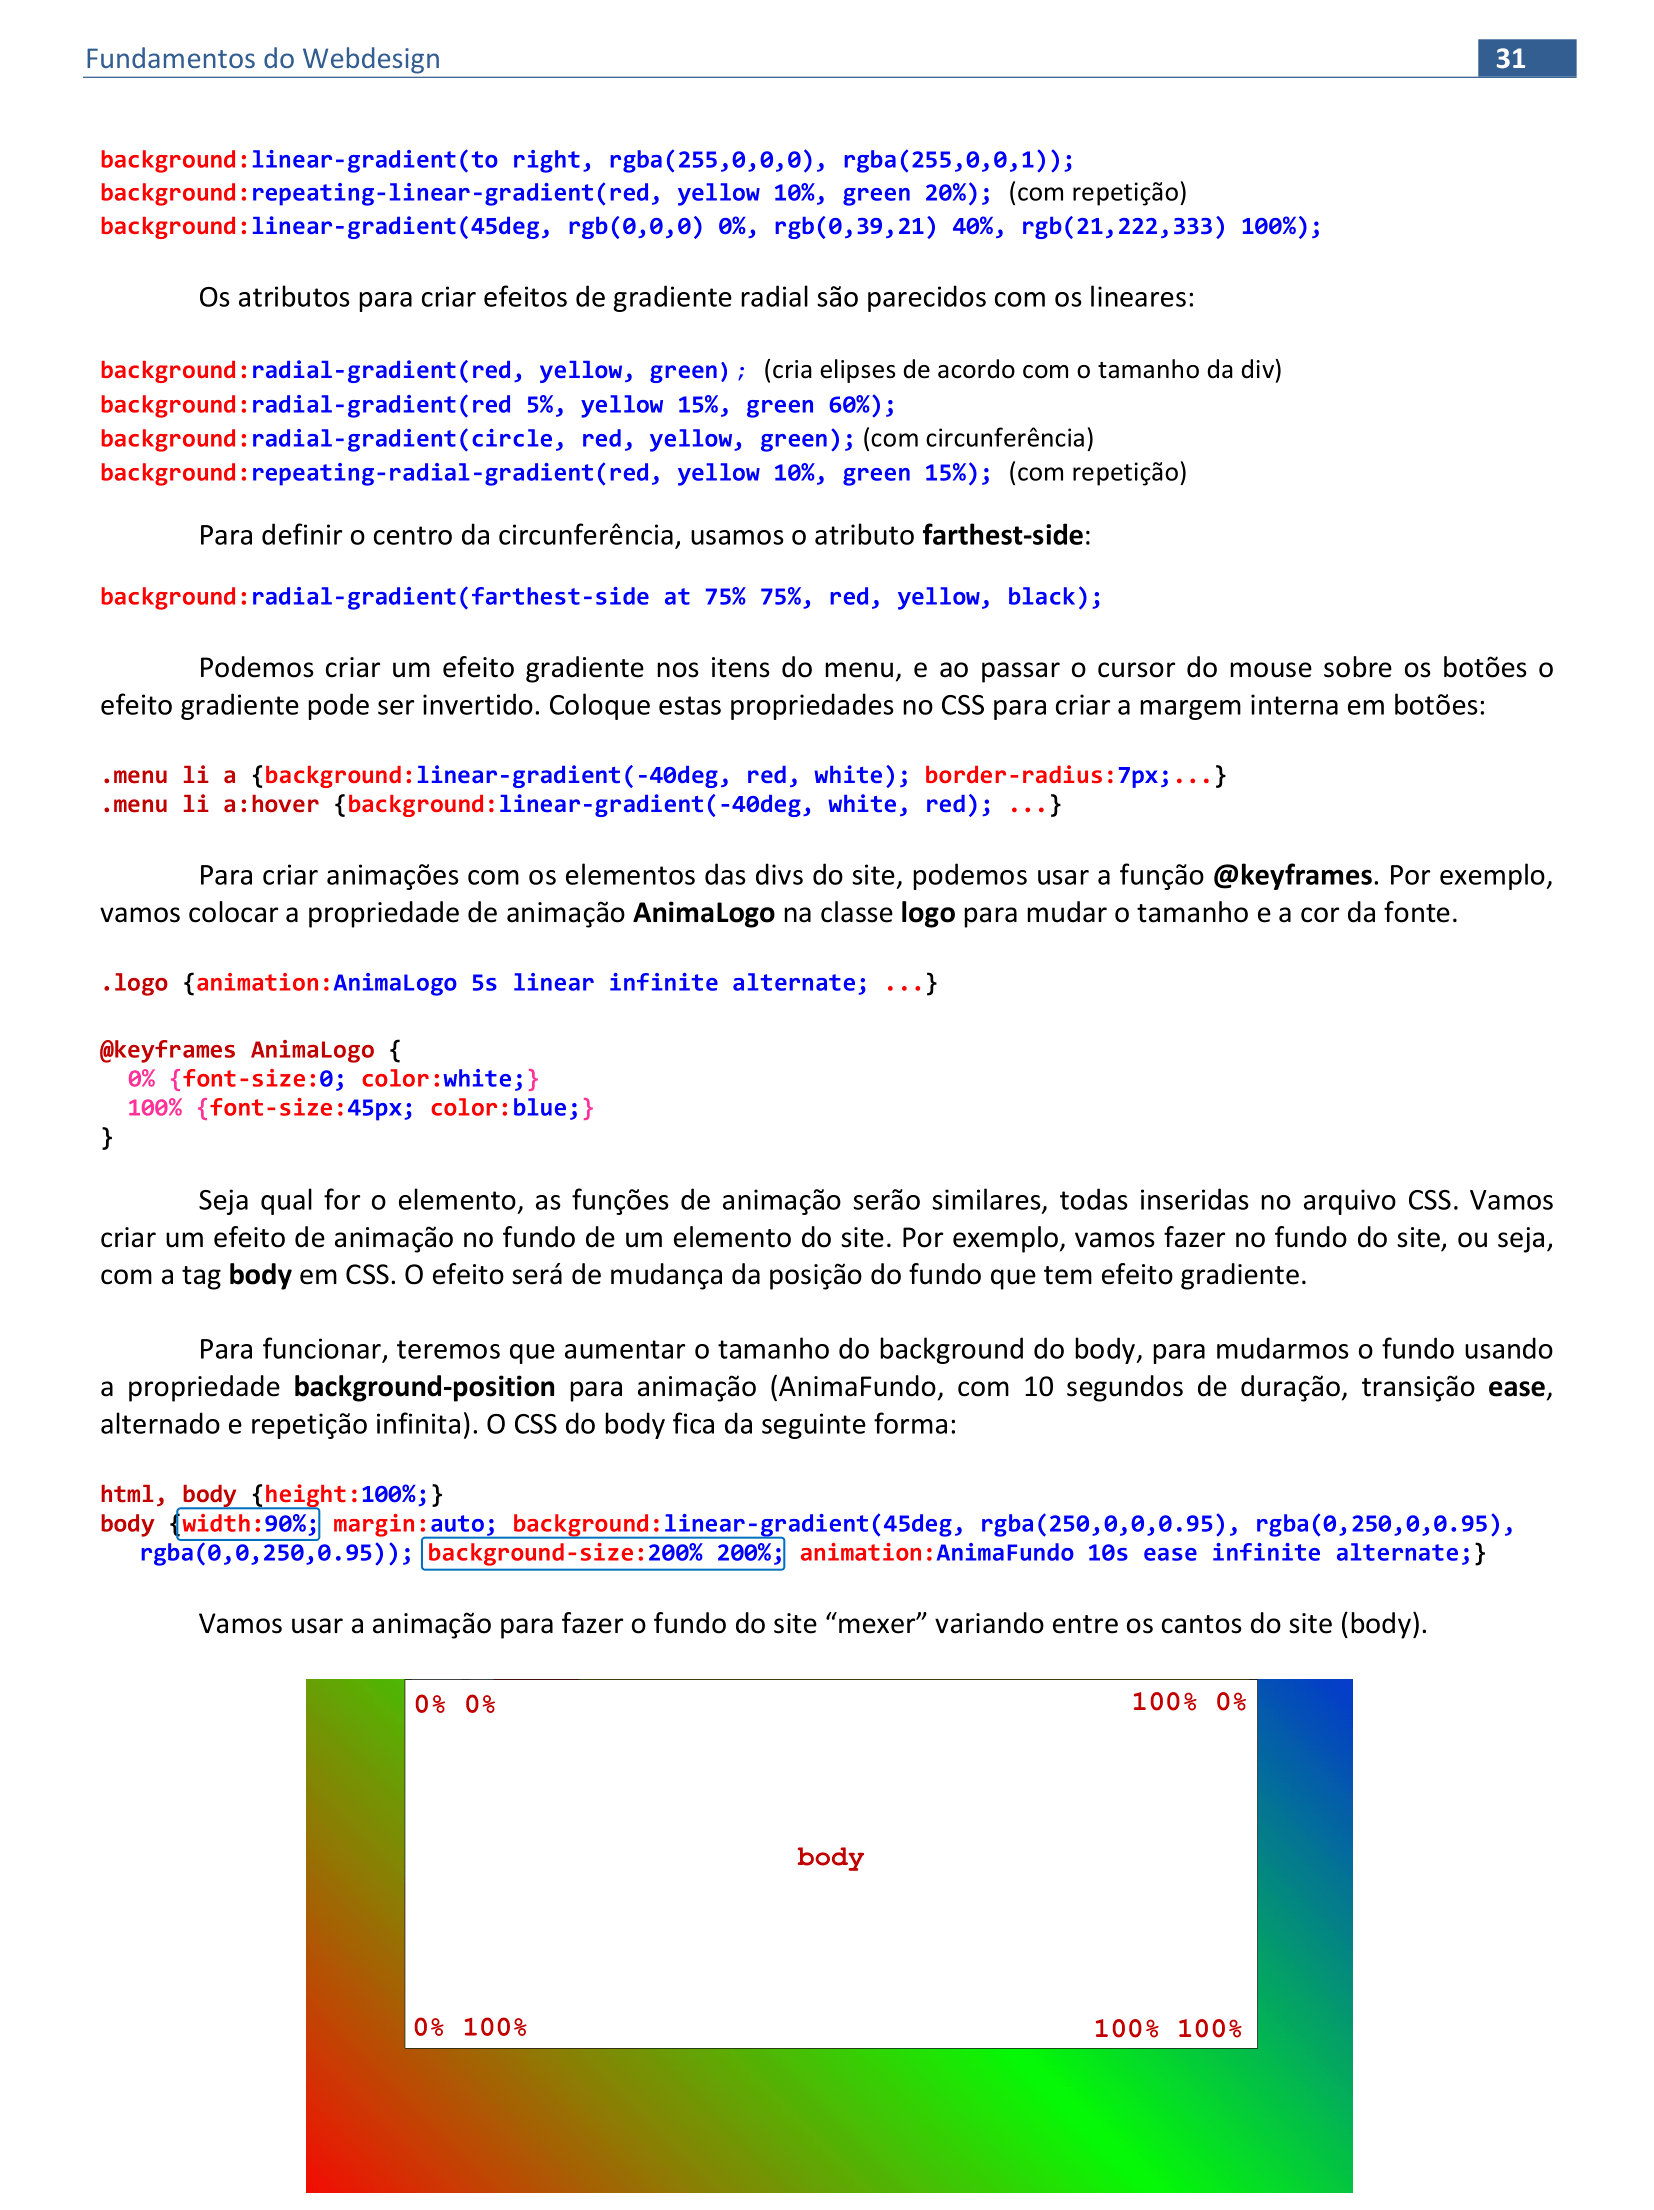 Fundamentos do Webdesign 31
background:linear-gradient(to right, rgba(255,0,0,0), rgba(255,0,0,1));
background:repeating-linear-gradient(red, yellow 10%, green 20%); (com repetição)
background:linear-gradient(45deg, rgb(0,0,0) 0%, rgb(0,39,21) 40%, rgb(21,222,333) 100%);
Os atributos para criar efeitos de gradiente radial são parecidos com os lineares:
background:radial-gradient(red, yellow, green); (cria elipses de acordo com o tamanho da div)
background:radial-gradient(red 5%, yellow 15%, green 60%);
background:radial-gradient(circle, red, yellow, green); (com circunferência)
background:repeating-radial-gradient(red, yellow 10%, green 15%); (com repetição)
Para definir o centro da circunferência, usamos o atributo farthest-side:
background:radial-gradient(farthest-side at 75% 75%, red, yellow, black);
Podemos criar um efeito gradiente nos itens do menu, e ao passar o cursor do mouse sobre os botões o
efeito gradiente pode ser invertido. Coloque estas propriedades no CSS para criar a margem interna em botões:
.menu li a {background:linear-gradient(-40deg, red, white); border-radius:7px;...}
.menu li a:hover {background:linear-gradient(-40deg, white, red); ...}
Para criar animações com os elementos das divs do site, podemos usar a função @keyframes. Por exemplo,
vamos colocar a propriedade de animação AnimaLogo na classe logo para mudar o tamanho e a cor da fonte.
.logo {animation:AnimaLogo 5s linear infinite alternate; ...}
@keyframes AnimaLogo {
0% {font-size:0; color:white;}
100% {font-size:45px; color:blue;}
}
Seja qual for o elemento, as funções de animação serão similares, todas inseridas no arquivo CSS. Vamos
criar um efeito de animação no fundo de um elemento do site. Por exemplo, vamos fazer no fundo do site, ou seja,
com a tag body em CSS. O efeito será de mudança da posição do fundo que tem efeito gradiente.
Para funcionar, teremos que aumentar o tamanho do background do body, para mudarmos o fundo usando
a propriedade background-position para animação (AnimaFundo, com 10 segundos de duração, transição ease,
alternado e repetição infinita). O CSS do body fica da seguinte forma:
html, body {height:100%;}
body {width:90%; margin:auto; background:linear-gradient(45deg, rgba(250,0,0,0.95), rgba(0,250,0,0.95),
rgba(0,0,250,0.95)); background-size:200% 200%; animation:AnimaFundo 10s ease infinite alternate;}
Vamos usar a animação para fazer o fundo do site “mexer” variando entre os cantos do site (body).
0% 0% 100% 0%
body
0% 100% 100% 100%